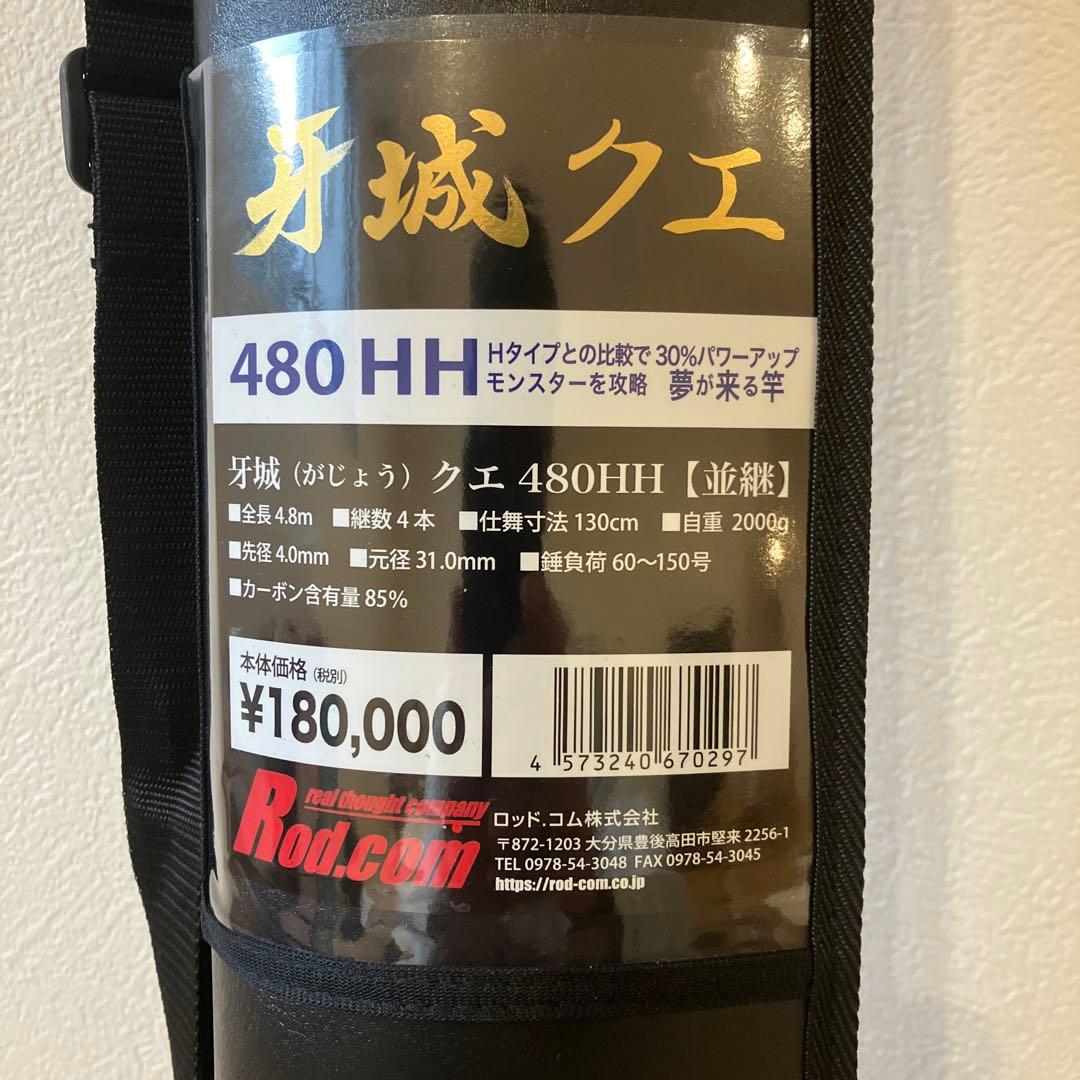 牙城 クエ
480 HH
Hタイプとの比較で 30%パワーアップ
モンスターを攻略 夢が来る竿
牙城（がじょう）クエ 480HH【並継】
■全長 4.8m ■継数 4 本 ■仕舞寸法 130cm ■自重 2000g
■先径 4.0mm ■元径 31.0mm ■錘負荷 60〜150号
■カーボン含有量 85%
本体価格（税別）
¥180,000
4 573240 670297
real thought company
Rod.com
ロッド.コム株式会社
〒872-1203 大分県豊後高田市堅来 2256-1
TEL 0978-54-3048 FAX 0978-54-3045
https://rod-com.co.jp